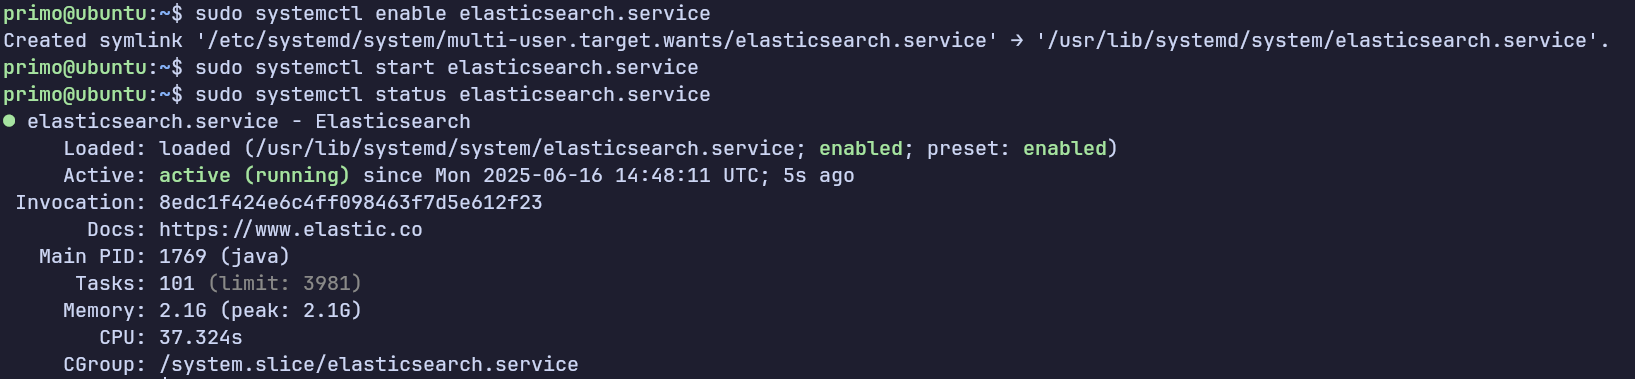 primo@ubuntu:~$ sudo systemctl enable elasticsearch.service
Created symlink '/etc/systemd/system/multi-user.target.wants/elasticsearch.service' → '/usr/lib/systemd/system/elasticsearch.service'.
primo@ubuntu:~$ sudo systemctl start elasticsearch.service
primo@ubuntu:~$ sudo systemctl status elasticsearch.service
● elasticsearch.service - Elasticsearch
Loaded: loaded (/usr/lib/systemd/system/elasticsearch.service; enabled; preset: enabled)
Active: active (running) since Mon 2025-06-16 14:48:11 UTC; 5s ago
Invocation: 8edc1f424e6c4ff098463f7d5e612f23
Docs: https://www.elastic.co
Main PID: 1769 (java)
Tasks: 101 (limit: 3981)
Memory: 2.1G (peak: 2.1G)
CPU: 37.324s
CGroup: /system.slice/elasticsearch.service